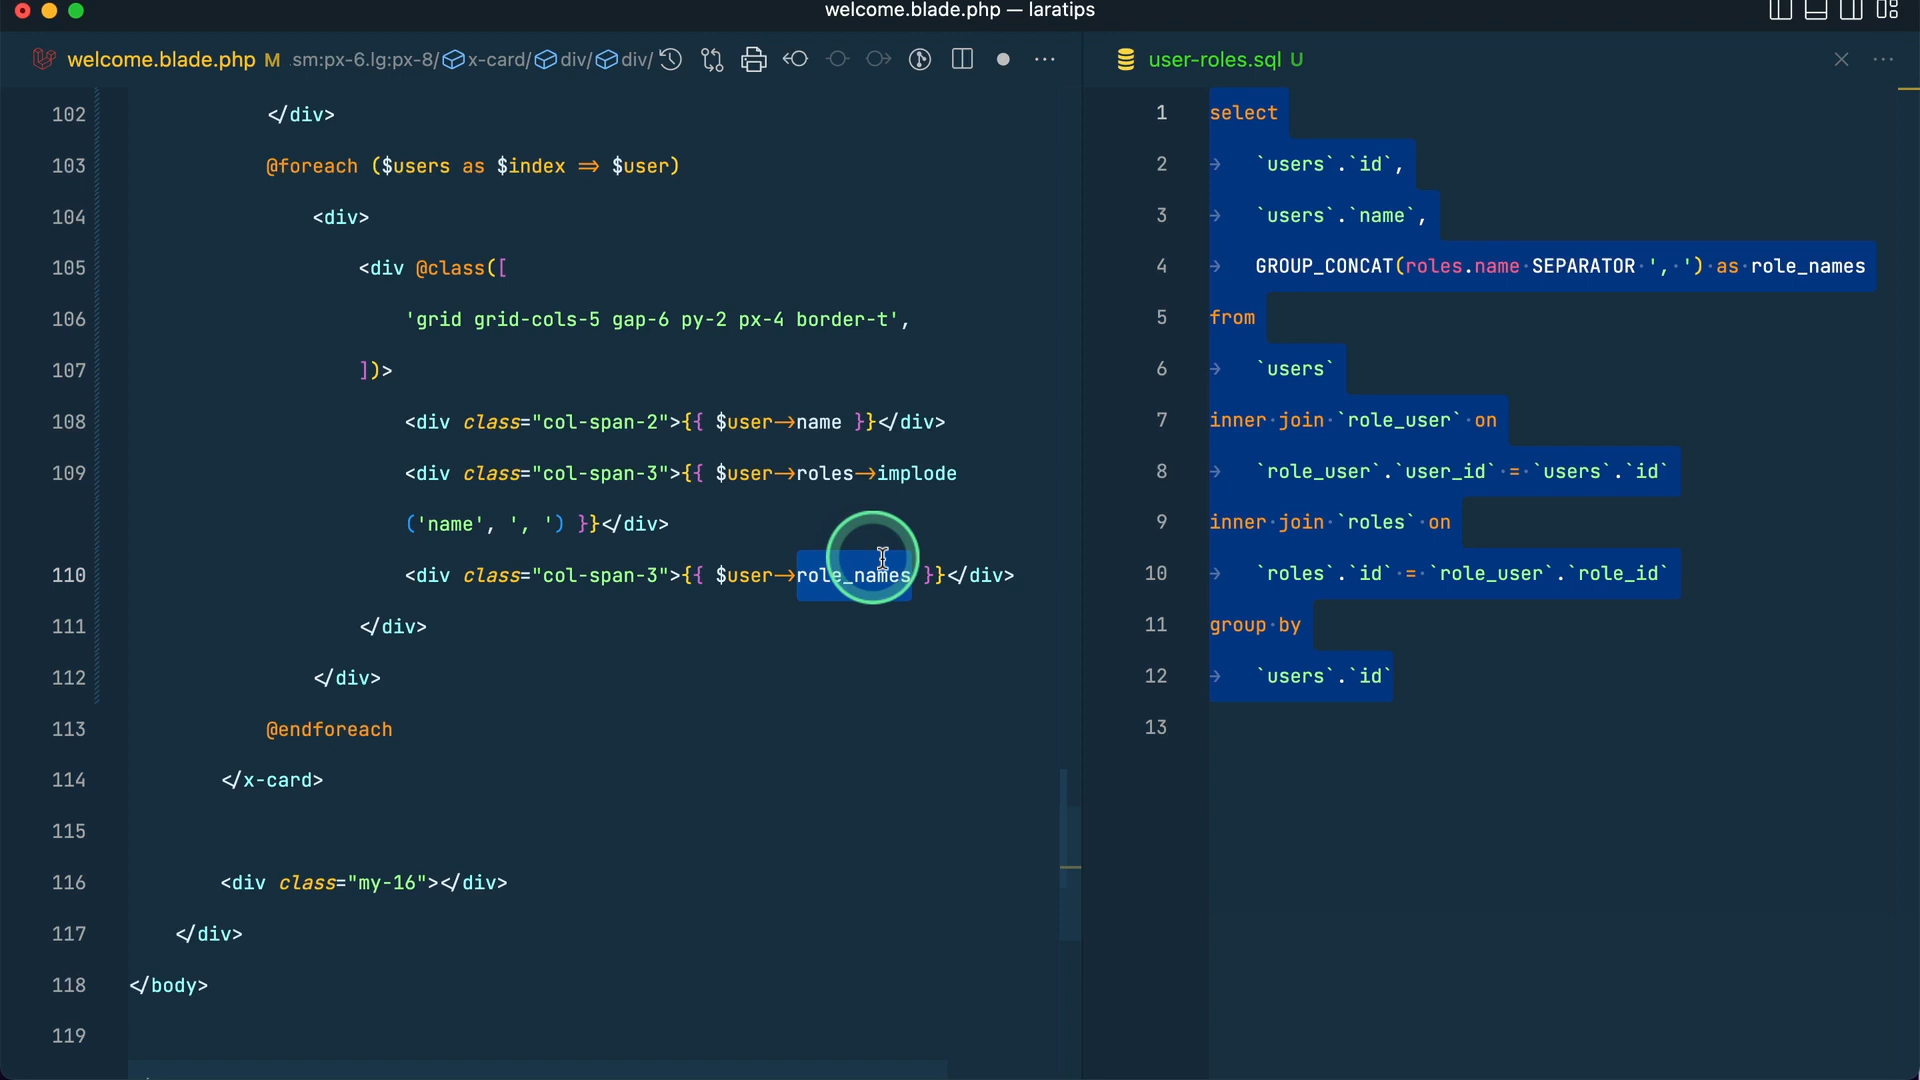 welcome.blade.php — laratips
welcome.blade.php M sm:px-6.lg:px-8/ x-card/ div/ div/
102 </div>
103 @foreach ($users as $index => $user)
104 <div>
105 <div @class([
106 'grid grid-cols-5 gap-6 py-2 px-4 border-t',
107 ])>
108 <div class="col-span-2">{{ $user->name }}</div>
109 <div class="col-span-3">{{ $user->roles->implode
('name', ', ') }}</div>
110 <div class="col-span-3">{{ $user->role_names }}</div>
111 </div>
112 </div>
113 @endforeach
114 </x-card>
115
116 <div class="my-16"></div>
117 </div>
118 </body>
119
user-roles.sql U
1 select
2 `users`.`id`,
3 `users`.`name`,
4 GROUP_CONCAT(roles.name SEPARATOR ', ') as role_names
5 from
6 `users`
7 inner join `role_user` on
8 `role_user`.`user_id` = `users`.`id`
9 inner join `roles` on
10 `roles`.`id` = `role_user`.`role_id`
11 group by
12 `users`.`id`
13